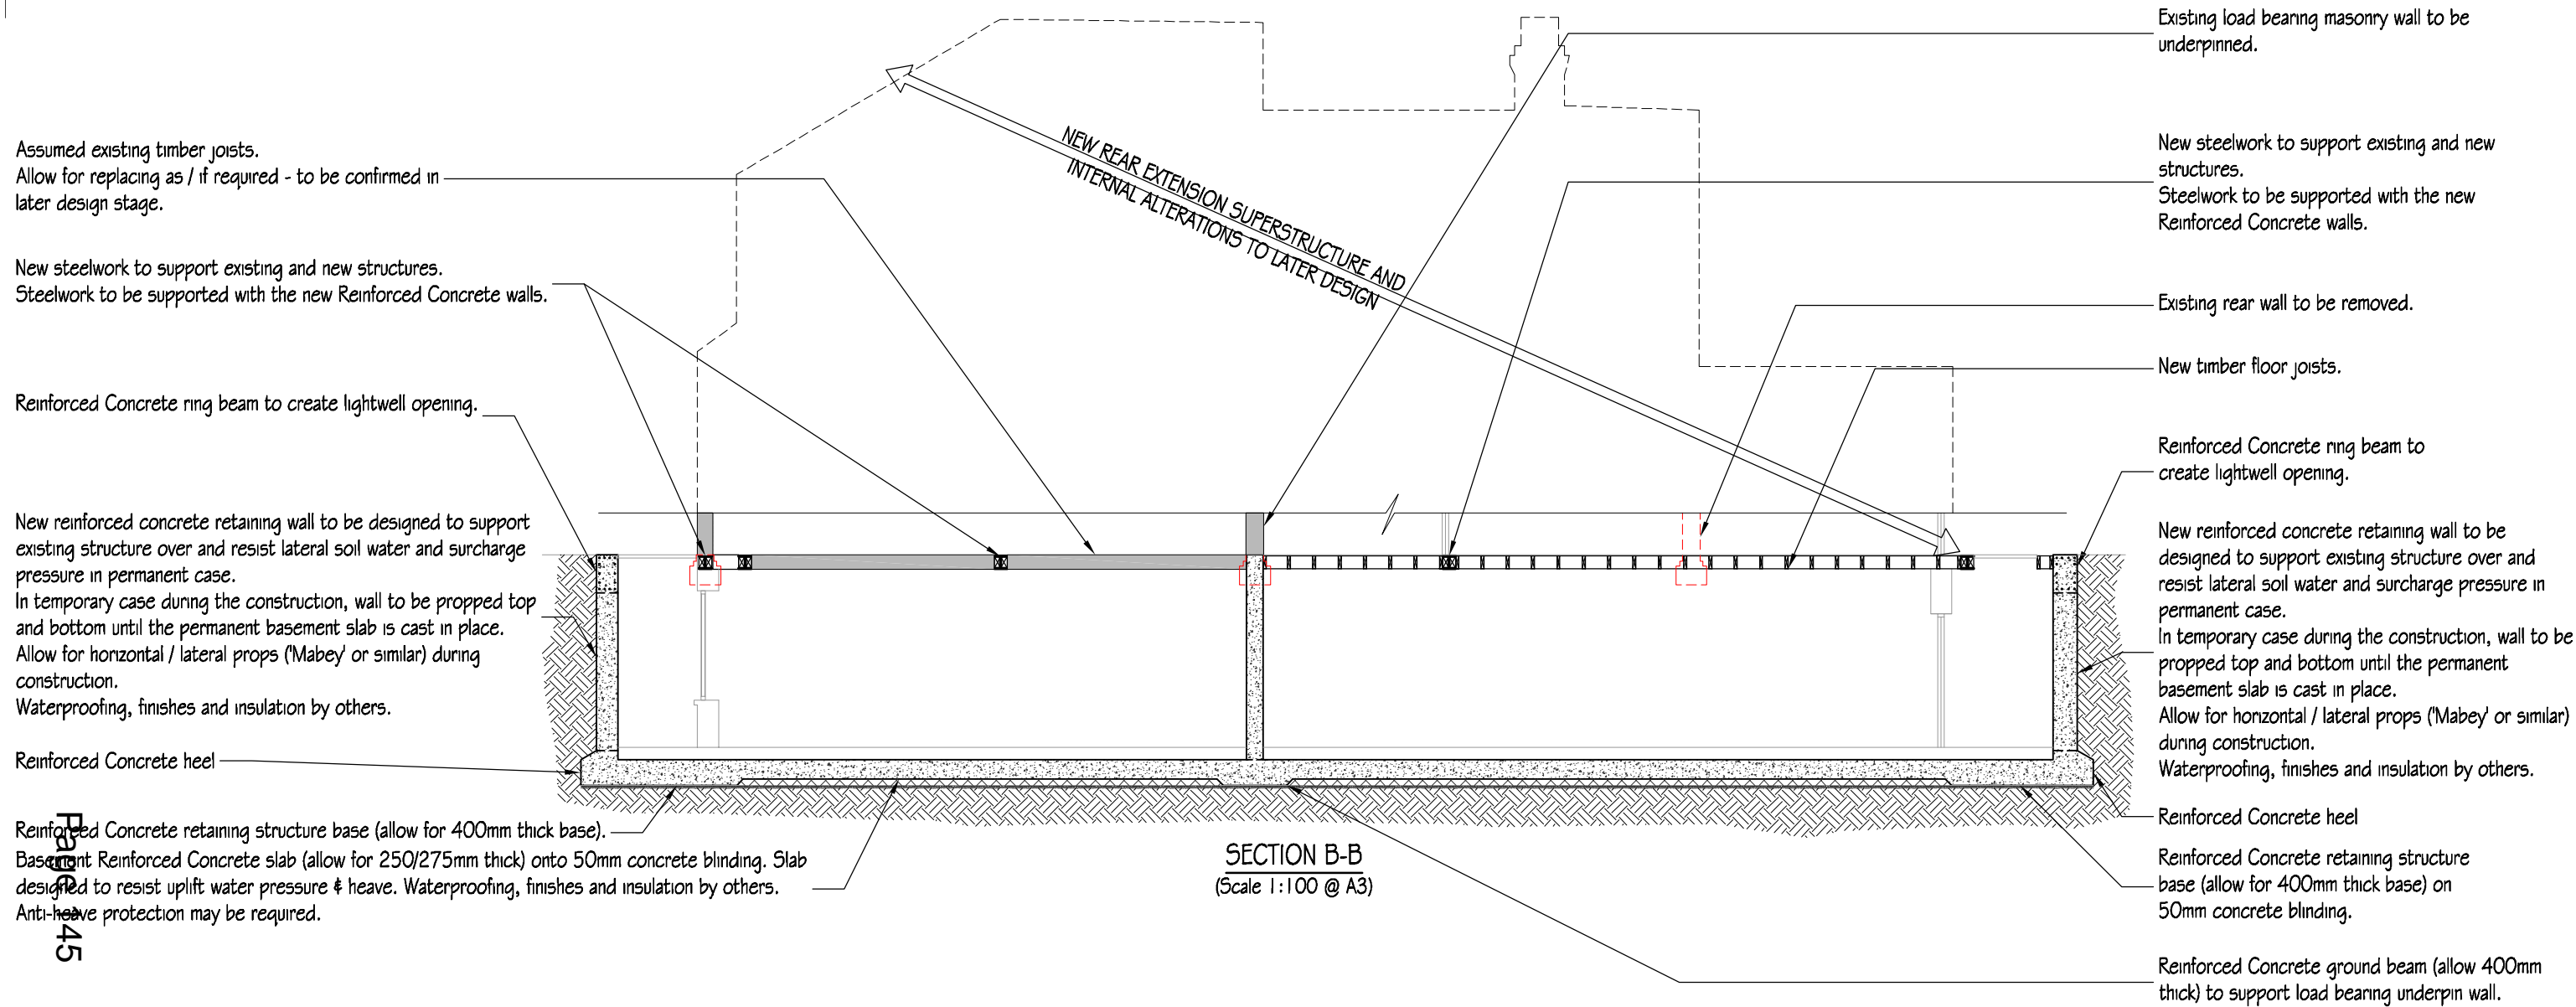 Assumed existing timber joists.
Allow for replacing as / if required - to be confirmed in
later design stage.
New steelwork to support existing and new structures.
Steelwork to be supported with the new Reinforced Concrete walls.
Reinforced Concrete ring beam to create lightwell opening.
New reinforced concrete retaining wall to be designed to support
existing structure over and resist lateral soil water and surcharge
pressure in permanent case.
In temporary case during the construction, wall to be propped top
and bottom until the permanent basement slab is cast in place.
Allow for horizontal / lateral props ('Mabey' or similar) during
construction.
Waterproofing, finishes and insulation by others.
Reinforced Concrete heel
Reinforced Concrete retaining structure base (allow for 400mm thick base).
Basement Reinforced Concrete slab (allow for 250/275mm thick) onto 50mm concrete blinding. Slab
designed to resist uplift water pressure & heave. Waterproofing, finishes and insulation by others.
Anti-heave protection may be required.
Page 145
NEW REAR EXTENSION SUPERSTRUCTURE AND
INTERNAL ALTERATIONS TO LATER DESIGN
SECTION B-B
(Scale 1:100 @ A3)
Existing load bearing masonry wall to be
underpinned.
New steelwork to support existing and new
structures.
Steelwork to be supported with the new
Reinforced Concrete walls.
Existing rear wall to be removed.
New timber floor joists.
Reinforced Concrete ring beam to
create lightwell opening.
New reinforced concrete retaining wall to be
designed to support existing structure over and
resist lateral soil water and surcharge pressure in
permanent case.
In temporary case during the construction, wall to be
propped top and bottom until the permanent
basement slab is cast in place.
Allow for horizontal / lateral props ('Mabey' or similar)
during construction.
Waterproofing, finishes and insulation by others.
Reinforced Concrete heel
Reinforced Concrete retaining structure
base (allow for 400mm thick base) on
50mm concrete blinding.
Reinforced Concrete ground beam (allow 400mm
thick) to support load bearing underpin wall.